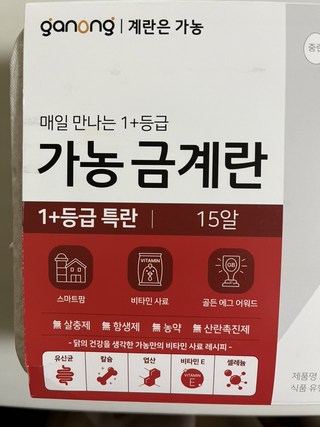 ganong | 계란은 가농
중란
매일 만나는 1+등급
가농 금계란
1+등급 특란 | 15알
스마트팜 비타민 사료 골든 에그 어워드
VITAMIN
GB
無 살충제 無 항생제 無 농약 無 산란촉진제
- 닭의 건강을 생각한 가농만의 비타민 사료 레시피 -
유산균 칼슘 엽산 비타민 E 셀레늄
VITAMIN
E
제품명
식품 유형